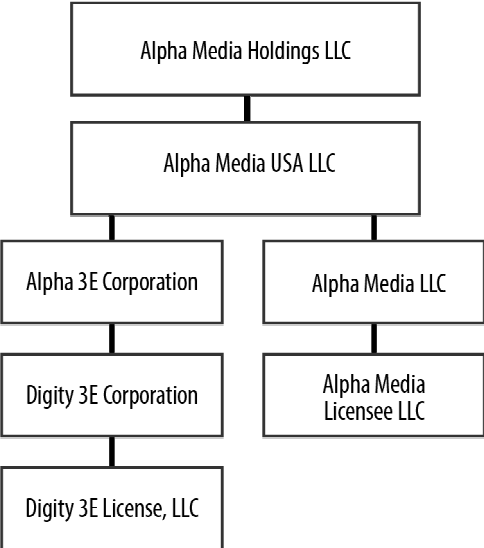 Alpha Media Holdings LLC
Alpha Media USA LLC
Alpha 3E Corporation
Alpha Media LLC
Digity 3E Corporation
Alpha Media
Licensee LLC
Digity 3E License, LLC